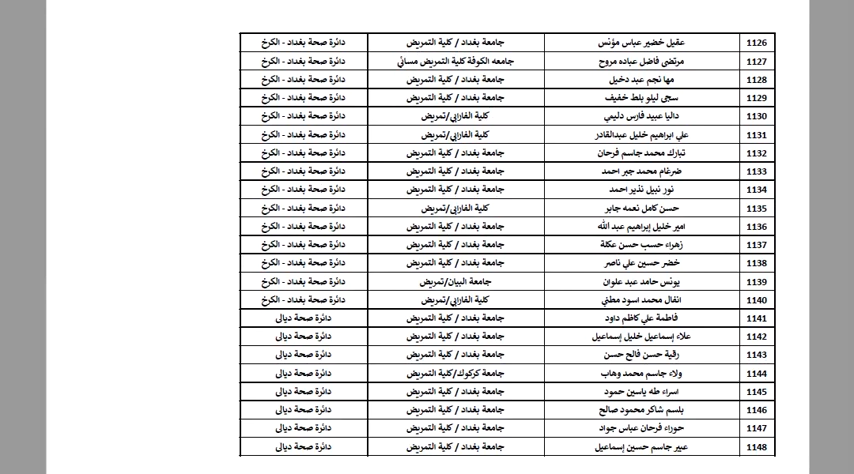 1126 عقيل خضير عباس مؤنس جامعة بغداد / كلية التمريض دائرة صحة بغداد - الكرخ
1127 مرتضى فاضل عباده مروح جامعه الكوفة كلية التمريض مسائي دائرة صحة بغداد - الكرخ
1128 مها نجم عبد دخيل جامعة بغداد / كلية التمريض دائرة صحة بغداد - الكرخ
1129 سجى ليلو بلط خفيف جامعة بغداد / كلية التمريض دائرة صحة بغداد - الكرخ
1130 داليا عبيد فارس دليمي كلية الفارابي/تمريض دائرة صحة بغداد - الكرخ
1131 علي ابراهيم خليل عبدالقادر كلية الفارابي/تمريض دائرة صحة بغداد - الكرخ
1132 تبارك محمد جاسم فرحان جامعة بغداد / كلية التمريض دائرة صحة بغداد - الكرخ
1133 ضرغام محمد جبر احمد جامعة بغداد / كلية التمريض دائرة صحة بغداد - الكرخ
1134 نور نبيل نذير احمد جامعة بغداد / كلية التمريض دائرة صحة بغداد - الكرخ
1135 حسن كامل نعمه جابر كلية الفارابي/تمريض دائرة صحة بغداد - الكرخ
1136 امير خليل إبراهيم عبد الله جامعة بغداد / كلية التمريض دائرة صحة بغداد - الكرخ
1137 زهراء حسب حسن عكلة جامعة بغداد / كلية التمريض دائرة صحة بغداد - الكرخ
1138 خضر حسين علي ناصر جامعة بغداد / كلية التمريض دائرة صحة بغداد - الكرخ
1139 يونس حامد عبد علوان جامعة البيان/تمريض دائرة صحة بغداد - الكرخ
1140 انفال محمد اسود مطني كلية الفارابي/تمريض دائرة صحة بغداد - الكرخ
1141 فاطمة علي كاظم داود جامعة بغداد / كلية التمريض دائرة صحة ديالى
1142 علاء إسماعيل خليل إسماعيل جامعة بغداد / كلية التمريض دائرة صحة ديالى
1143 رقية حسن فالح حسن جامعة بغداد / كلية التمريض دائرة صحة ديالى
1144 ولاء جاسم محمد وهاب جامعة كركوك/كلية التمريض دائرة صحة ديالى
1145 اسراء طه ياسين حمود جامعة بغداد / كلية التمريض دائرة صحة ديالى
1146 بلسم شاكر محمود صالح جامعة بغداد / كلية التمريض دائرة صحة ديالى
1147 حوراء فرحان عباس جواد جامعة بغداد / كلية التمريض دائرة صحة ديالى
1148 عبير جاسم حسين إسماعيل جامعة بغداد / كلية التمريض دائرة صحة ديالى